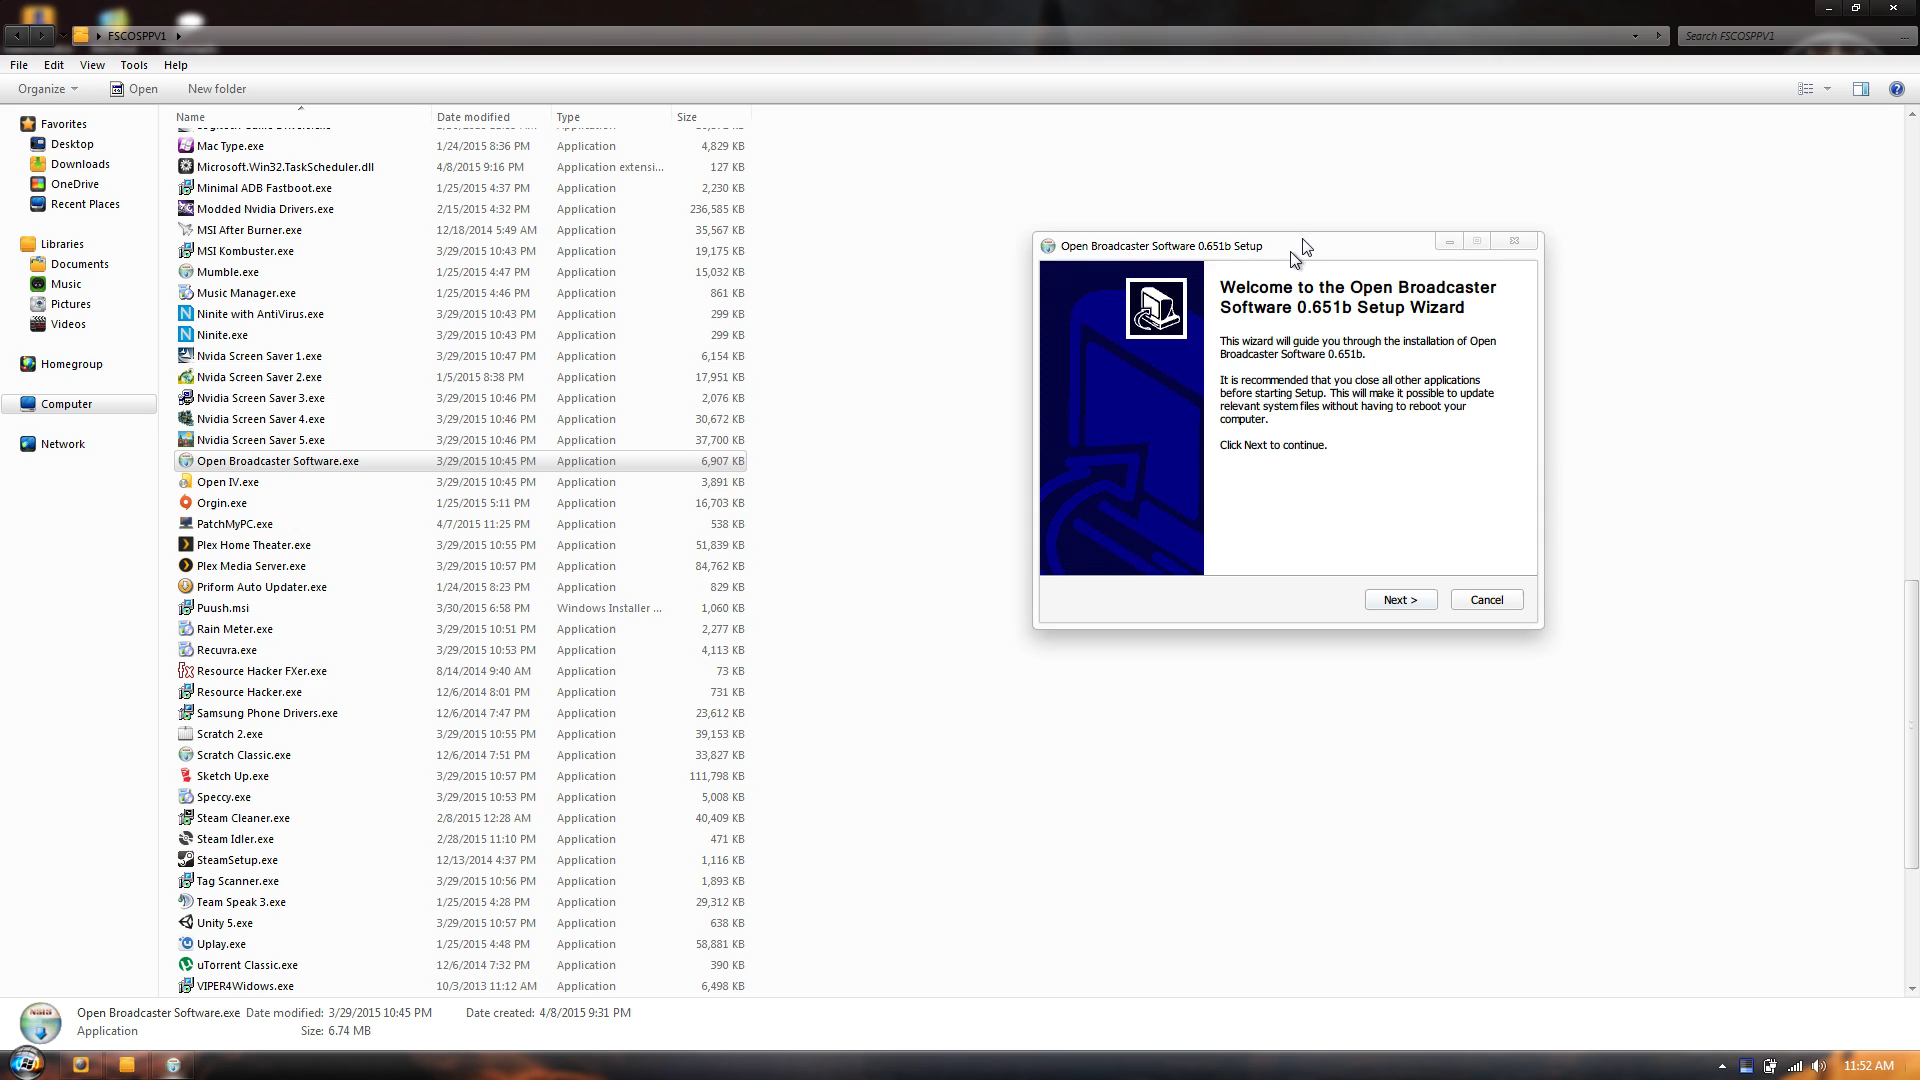 FSCOSPPV1
Search FSCOSPPV1
File Edit View Tools Help
Organize Open New folder
Name Date modified Type Size
Favorites
Desktop
Downloads
OneDrive
Recent Places
Libraries
Documents
Music
Pictures
Videos
Homegroup
Computer
Network
Mac Type.exe 1/24/2015 8:36 PM Application 4,829 KB
Microsoft.Win32.TaskScheduler.dll 4/8/2015 9:16 PM Application extensi... 127 KB
Minimal ADB Fastboot.exe 1/25/2015 4:37 PM Application 2,230 KB
Modded Nvidia Drivers.exe 2/15/2015 4:32 PM Application 236,585 KB
MSI After Burner.exe 12/18/2014 5:49 AM Application 35,567 KB
MSI Kombuster.exe 3/29/2015 10:43 PM Application 19,175 KB
Mumble.exe 1/25/2015 4:47 PM Application 15,032 KB
Music Manager.exe 1/25/2015 4:46 PM Application 861 KB
Ninite with AntiVirus.exe 3/29/2015 10:43 PM Application 299 KB
Ninite.exe 3/29/2015 10:43 PM Application 299 KB
Nvida Screen Saver 1.exe 3/29/2015 10:47 PM Application 6,154 KB
Nvida Screen Saver 2.exe 1/5/2015 8:38 PM Application 17,951 KB
Nvidia Screen Saver 3.exe 3/29/2015 10:46 PM Application 2,076 KB
Nvidia Screen Saver 4.exe 3/29/2015 10:46 PM Application 30,672 KB
Nvidia Screen Saver 5.exe 3/29/2015 10:46 PM Application 37,700 KB
Open Broadcaster Software.exe 3/29/2015 10:45 PM Application 6,907 KB
Open IV.exe 3/29/2015 10:45 PM Application 3,891 KB
Orgin.exe 1/25/2015 5:11 PM Application 16,703 KB
PatchMyPC.exe 4/7/2015 11:25 PM Application 538 KB
Plex Home Theater.exe 3/29/2015 10:55 PM Application 51,839 KB
Plex Media Server.exe 3/29/2015 10:57 PM Application 84,762 KB
Priform Auto Updater.exe 1/24/2015 8:23 PM Application 829 KB
Puush.msi 3/30/2015 6:58 PM Windows Installer ... 1,060 KB
Rain Meter.exe 3/29/2015 10:51 PM Application 2,277 KB
Recuvra.exe 3/29/2015 10:53 PM Application 4,113 KB
Resource Hacker FXer.exe 8/14/2014 9:40 AM Application 73 KB
Resource Hacker.exe 12/6/2014 8:01 PM Application 731 KB
Samsung Phone Drivers.exe 12/6/2014 7:47 PM Application 23,612 KB
Scratch 2.exe 3/29/2015 10:55 PM Application 39,153 KB
Scratch Classic.exe 12/6/2014 7:51 PM Application 33,827 KB
Sketch Up.exe 3/29/2015 10:57 PM Application 111,798 KB
Speccy.exe 3/29/2015 10:53 PM Application 5,008 KB
Steam Cleaner.exe 2/8/2015 12:28 AM Application 40,409 KB
Steam Idler.exe 2/28/2015 11:10 PM Application 471 KB
SteamSetup.exe 12/13/2014 4:37 PM Application 1,116 KB
Tag Scanner.exe 3/29/2015 10:56 PM Application 1,893 KB
Team Speak 3.exe 1/25/2015 4:28 PM Application 29,312 KB
Unity 5.exe 3/29/2015 10:57 PM Application 638 KB
Uplay.exe 1/25/2015 4:48 PM Application 58,881 KB
uTorrent Classic.exe 12/6/2014 7:32 PM Application 390 KB
VIPER4Widows.exe 10/3/2013 11:12 AM Application 6,498 KB
Open Broadcaster Software 0.651b Setup
Welcome to the Open Broadcaster
Software 0.651b Setup Wizard
This wizard will guide you through the installation of Open
Broadcaster Software 0.651b.
It is recommended that you close all other applications
before starting Setup. This will make it possible to update
relevant system files without having to reboot your
computer.
Click Next to continue.
Next > Cancel
Open Broadcaster Software.exe Date modified: 3/29/2015 10:45 PM Date created: 4/8/2015 9:31 PM
Application Size: 6.74 MB
11:52 AM